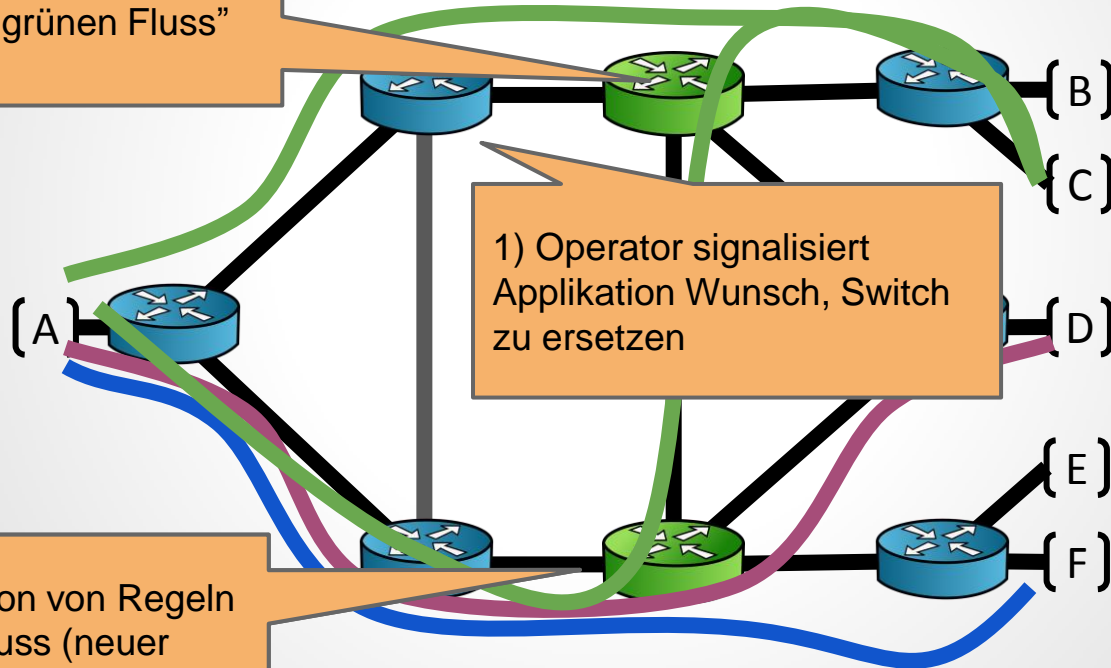 grünen Fluss”
[B]
[C]
1) Operator signalisiert
Applikation Wunsch, Switch
zu ersetzen
[A]
[D]
[E]
[F]
on von Regeln
uss (neuer